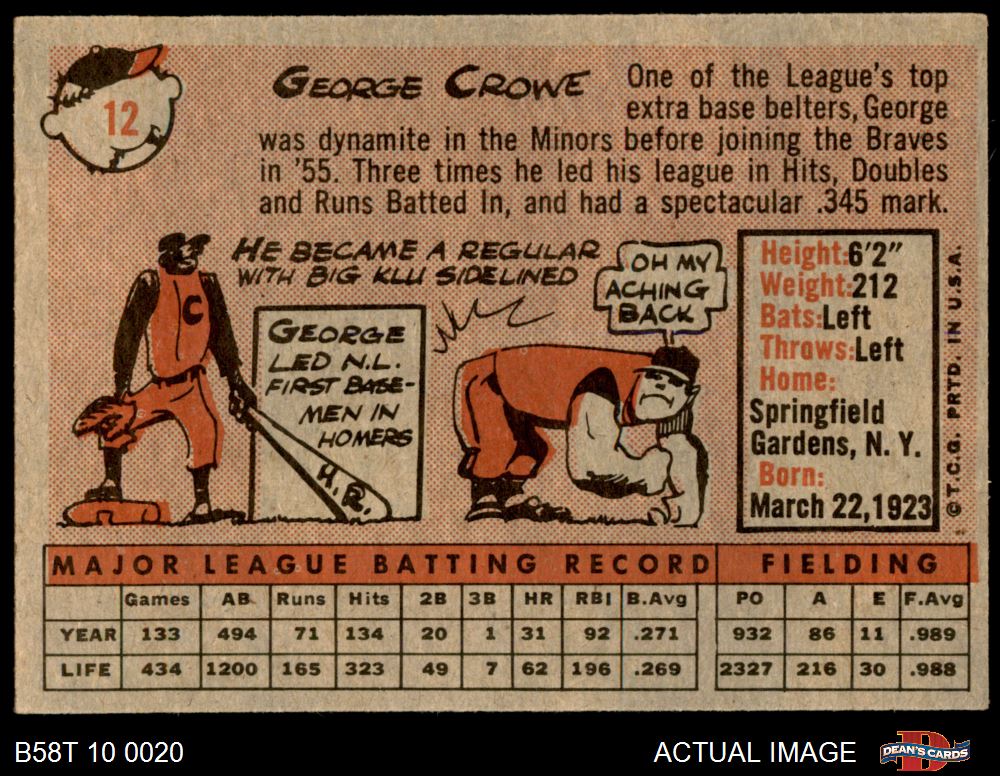 12
GEORGE CROWE
One of the League's top
extra base belters, George
was dynamite in the Minors before joining the Braves
in '55. Three times he led his league in Hits, Doubles
and Runs Batted In, and had a spectacular .345 mark.
HE BECAME A REGULAR
WITH BIG KLU SIDELINED
C
GEORGE
LED N.L.
FIRST BASE-
MEN IN
HOMERS
H.R.
OH MY
ACHING
BACK
Height: 6'2"
Weight: 212
Bats: Left
Throws: Left
Home:
Springfield
Gardens, N. Y.
Born:
March 22, 1923
© T.C.G. PRTD. IN U.S.A.
MAJOR LEAGUE BATTING RECORD FIELDING
Games AB Runs Hits 2B 3B HR RBI B.Avg PO A E F.Avg
YEAR 133 494 71 134 20 1 31 92 .271 932 86 11 .989
LIFE 434 1200 165 323 49 7 62 196 .269 2327 216 30 .988
B58T 10 0020 ACTUAL IMAGE DEAN'S CARDS